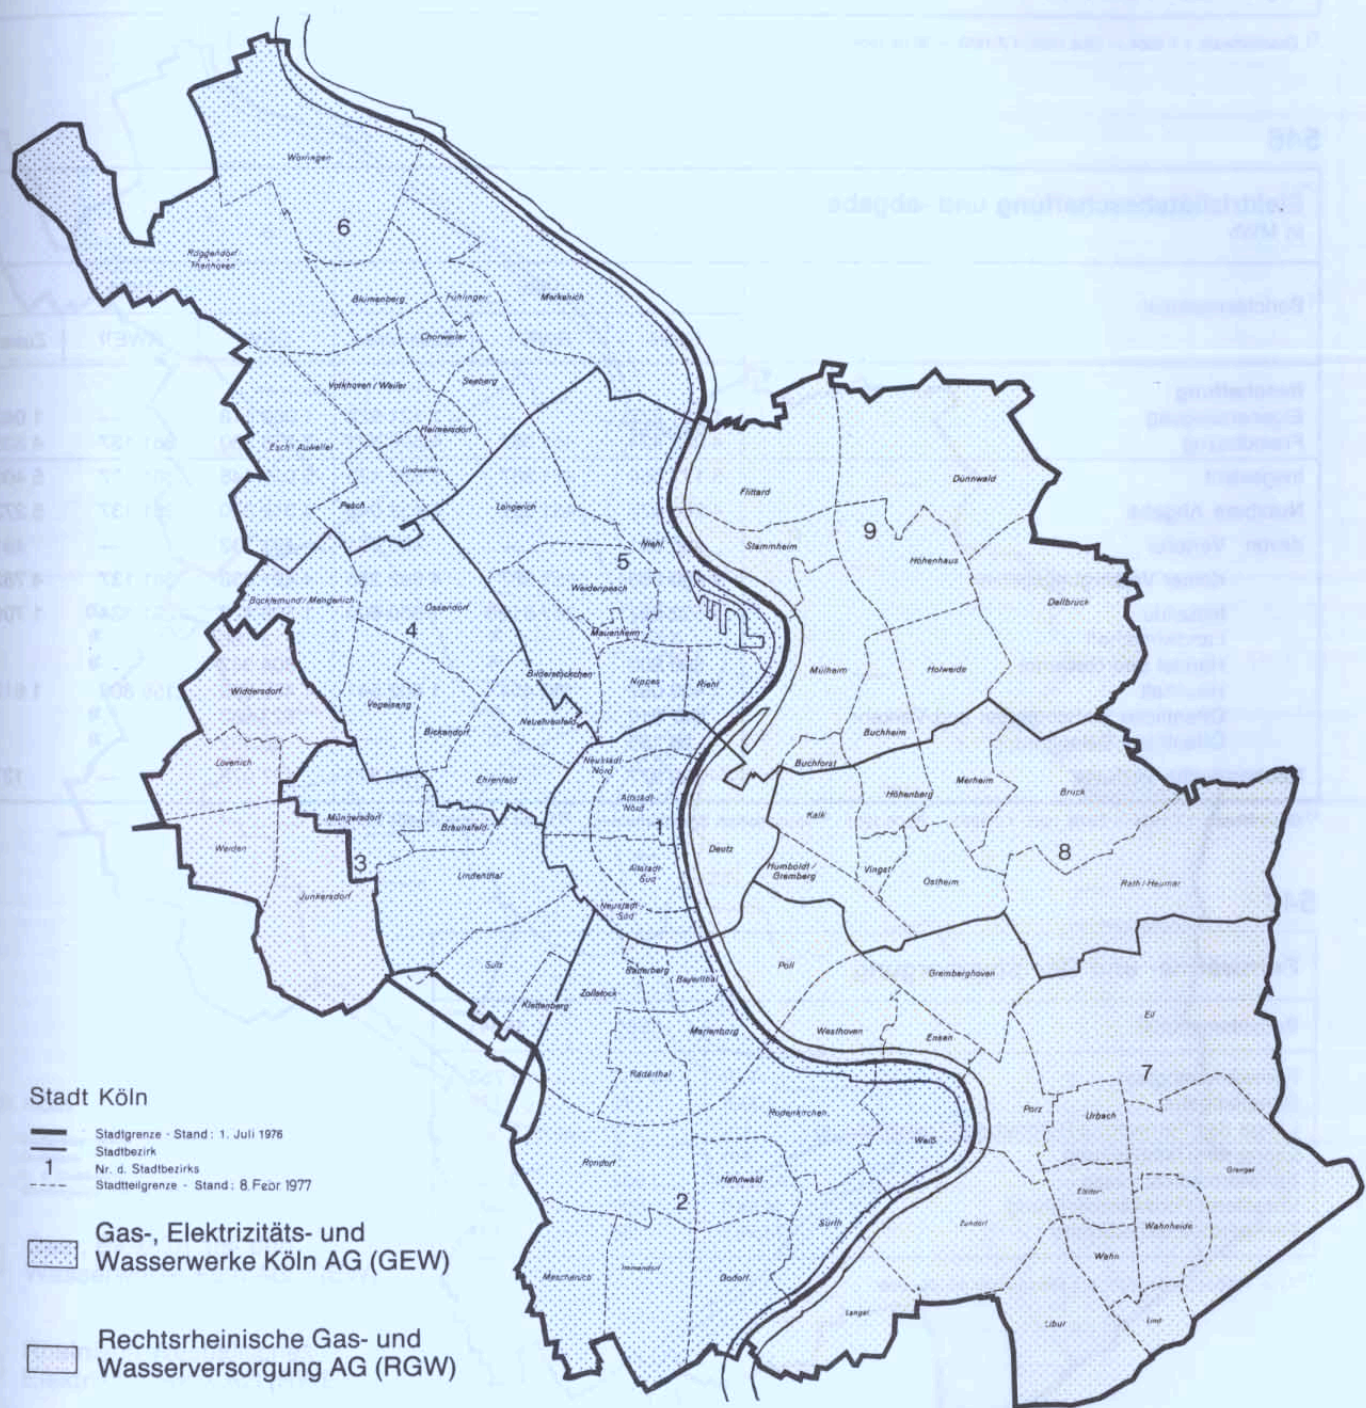 Worringen
6
Roggendorf
Thenhoven
Blumenberg
Fühlingen
Merkenich
Chorweiler
Volkhoven / Weiler
Seeberg
Heimersdorf
Esch / Auweiler
Lindweiler
Pesch
Longerich
Niehl
5
Weidenpesch
Bocklemünd / Mengenich
Ossendorf
4
Mauenheim
Bilderstöckchen
Nippes
Riehl
Widdersdorf
Vogelsang
Bickendorf
Neuehrenfeld
Lövenich
Ehrenfeld
Neustadt
Nord
Altstadt
Nord
1
Müngersdorf
Braunsfeld
Weiden
3
Lindenthal
Altstadt
Süd
Junkersdorf
Neustadt
Süd
Deutz
Sülz
Klettenberg
Zollstock
Raderberg
Bayenthal
Marienburg
Raderthal
Rodenkirchen
Weiß
Rondorf
Hahnwald
2
Sürth
Meschenich
Immendorf
Godorf
Flittard
Dünnwald
9
Stammheim
Höhenhaus
Dellbrück
Mülheim
Holweide
Buchheim
Buchforst
Höhenberg
Merheim
Brück
Kalk
8
Humboldt /
Gremberg
Vingst
Ostheim
Rath / Heumar
Poll
Gremberghoven
Westhoven
Ensen
Eil
7
Porz
Urbach
Elsdorf
Grengel
Zündorf
Wahnheide
Wahn
Langel
Libur
Lind
Stadt Köln
Stadtgrenze - Stand: 1. Juli 1976
Stadtbezirk
1 Nr. d. Stadtbezirks
Stadtteilgrenze - Stand: 8. Febr 1977
Gas-, Elektrizitäts- und
Wasserwerke Köln AG (GEW)
Rechtsrheinische Gas- und
Wasserversorgung AG (RGW)